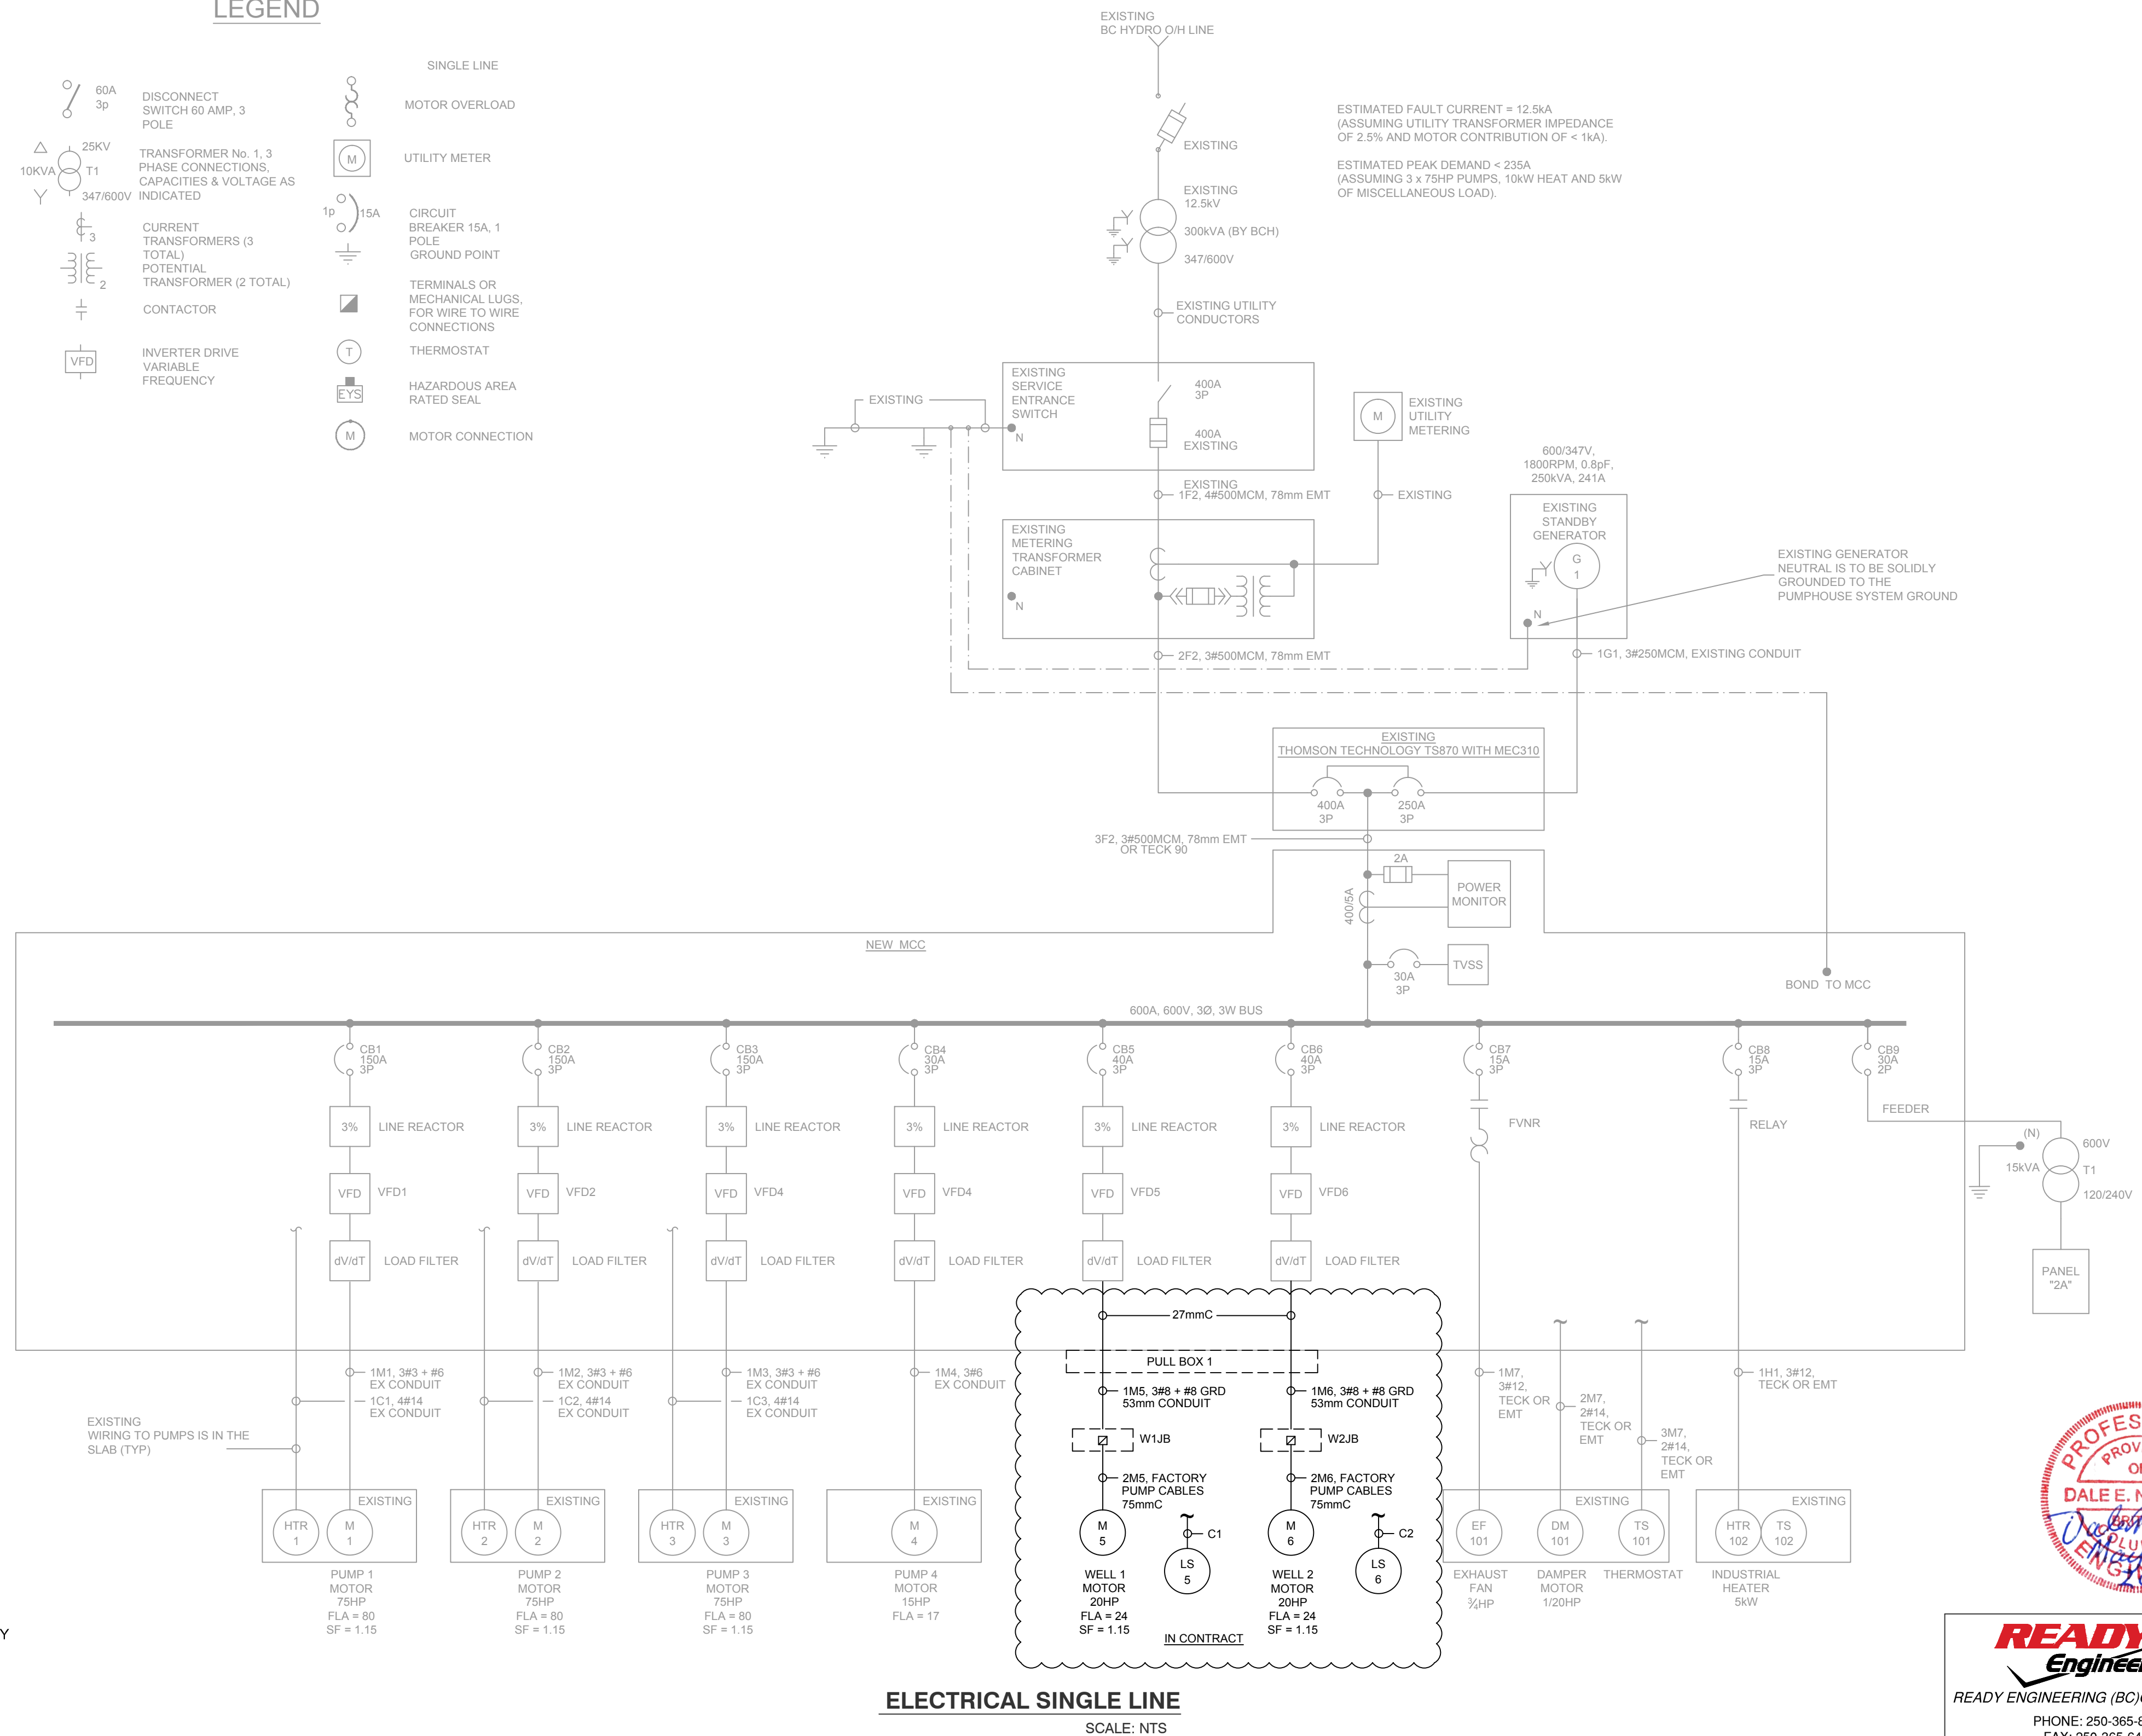 LEGEND
SINGLE LINE
60A
3p
DISCONNECT
SWITCH 60 AMP, 3
POLE
MOTOR OVERLOAD
25KV
10KVA
T1
347/600V
TRANSFORMER No. 1, 3
PHASE CONNECTIONS,
CAPACITIES & VOLTAGE AS
INDICATED
M
UTILITY METER
3
CURRENT
TRANSFORMERS (3
TOTAL)
1p
15A
CIRCUIT
BREAKER 15A, 1
POLE
GROUND POINT
2
POTENTIAL
TRANSFORMER (2 TOTAL)
TERMINALS OR
MECHANICAL LUGS,
FOR WIRE TO WIRE
CONNECTIONS
CONTACTOR
T
THERMOSTAT
VFD
INVERTER DRIVE
VARIABLE
FREQUENCY
EYS
HAZARDOUS AREA
RATED SEAL
M
MOTOR CONNECTION
EXISTING
BC HYDRO O/H LINE
EXISTING
ESTIMATED FAULT CURRENT = 12.5kA
(ASSUMING UTILITY TRANSFORMER IMPEDANCE
OF 2.5% AND MOTOR CONTRIBUTION OF < 1kA).
ESTIMATED PEAK DEMAND < 235A
(ASSUMING 3 x 75HP PUMPS, 10kW HEAT AND 5kW
OF MISCELLANEOUS LOAD).
EXISTING
12.5kV
300kVA (BY BCH)
347/600V
EXISTING UTILITY
CONDUCTORS
EXISTING
SERVICE
ENTRANCE
SWITCH
400A
3P
400A
EXISTING
N
EXISTING
M
EXISTING
UTILITY
METERING
EXISTING
1F2, 4#500MCM, 78mm EMT
EXISTING
600/347V,
1800RPM, 0.8pF,
250kVA, 241A
EXISTING
STANDBY
GENERATOR
G
1
N
EXISTING GENERATOR
NEUTRAL IS TO BE SOLIDLY
GROUNDED TO THE
PUMPHOUSE SYSTEM GROUND
EXISTING
METERING
TRANSFORMER
CABINET
N
2F2, 3#500MCM, 78mm EMT
1G1, 3#250MCM, EXISTING CONDUIT
EXISTING
THOMSON TECHNOLOGY TS870 WITH MEC310
400A
3P
250A
3P
3F2, 3#500MCM, 78mm EMT
OR TECK 90
2A
POWER
MONITOR
400/5A
NEW MCC
30A
3P
TVSS
BOND TO MCC
600A, 600V, 3Ø, 3W BUS
CB1
150A
3P
CB2
150A
3P
CB3
150A
3P
CB4
30A
3P
CB5
40A
3P
CB6
40A
3P
CB7
15A
3P
CB8
15A
3P
CB9
30A
2P
3% LINE REACTOR
3% LINE REACTOR
3% LINE REACTOR
3% LINE REACTOR
3% LINE REACTOR
3% LINE REACTOR
FVNR
RELAY
FEEDER
(N)
15kVA
600V
T1
120/240V
VFD VFD1
VFD VFD2
VFD VFD4
VFD VFD4
VFD VFD5
VFD VFD6
dV/dT LOAD FILTER
dV/dT LOAD FILTER
dV/dT LOAD FILTER
dV/dT LOAD FILTER
dV/dT LOAD FILTER
dV/dT LOAD FILTER
PANEL
"2A"
27mmC
PULL BOX 1
1M1, 3#3 + #6
EX CONDUIT
1C1, 4#14
EX CONDUIT
1M2, 3#3 + #6
EX CONDUIT
1C2, 4#14
EX CONDUIT
1M3, 3#3 + #6
EX CONDUIT
1C3, 4#14
EX CONDUIT
1M4, 3#6
EX CONDUIT
1M5, 3#8 + #8 GRD
53mm CONDUIT
1M6, 3#8 + #8 GRD
53mm CONDUIT
1M7,
3#12,
TECK OR
EMT
2M7,
2#14,
TECK OR
EMT
3M7,
2#14,
TECK OR
EMT
1H1, 3#12,
TECK OR EMT
EXISTING
WIRING TO PUMPS IS IN THE
SLAB (TYP)
W1JB
W2JB
2M5, FACTORY
PUMP CABLES
75mmC
2M6, FACTORY
PUMP CABLES
75mmC
EXISTING
HTR
1
M
1
EXISTING
HTR
2
M
2
EXISTING
HTR
3
M
3
EXISTING
M
4
M
5
C1
LS
5
M
6
C2
LS
6
EXISTING
EF
101
DM
101
TS
101
EXISTING
HTR
102
TS
102
PUMP 1
MOTOR
75HP
FLA = 80
SF = 1.15
PUMP 2
MOTOR
75HP
FLA = 80
SF = 1.15
PUMP 3
MOTOR
75HP
FLA = 80
SF = 1.15
PUMP 4
MOTOR
15HP
FLA = 17
WELL 1
MOTOR
20HP
FLA = 24
SF = 1.15
WELL 2
MOTOR
20HP
FLA = 24
SF = 1.15
IN CONTRACT
EXHAUST
FAN
¾HP
DAMPER
MOTOR
1/20HP
THERMOSTAT
INDUSTRIAL
HEATER
5kW
Y
DALE E.
READY
Engineer
READY ENGINEERING (BC)
PHONE: 250-365-
ELECTRICAL SINGLE LINE
SCALE: NTS